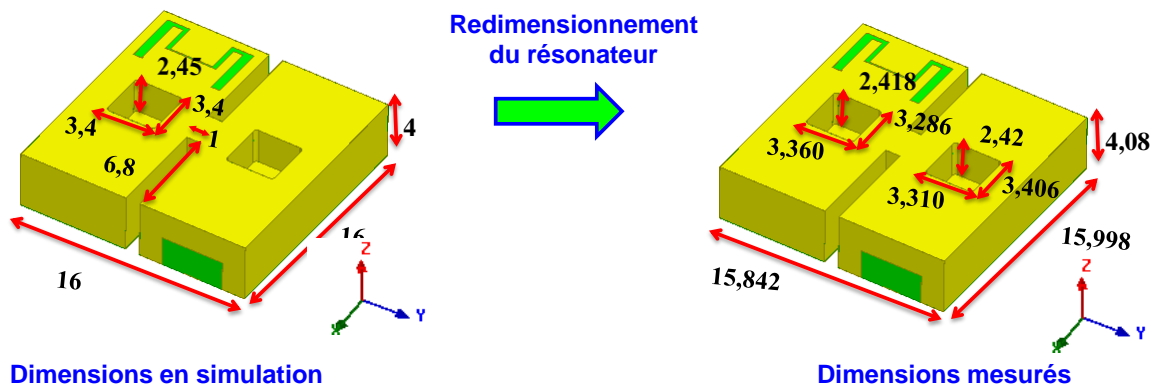 Redimensionnement
du résonateur
2,45
3,4
3,4
1
6,8
4
16
16
Z
Y
X
Dimensions en simulation
2,418
3,286
3,360
2,42
3,406
3,310
4,08
15,998
15,842
Z
Y
X
Dimensions mesurés